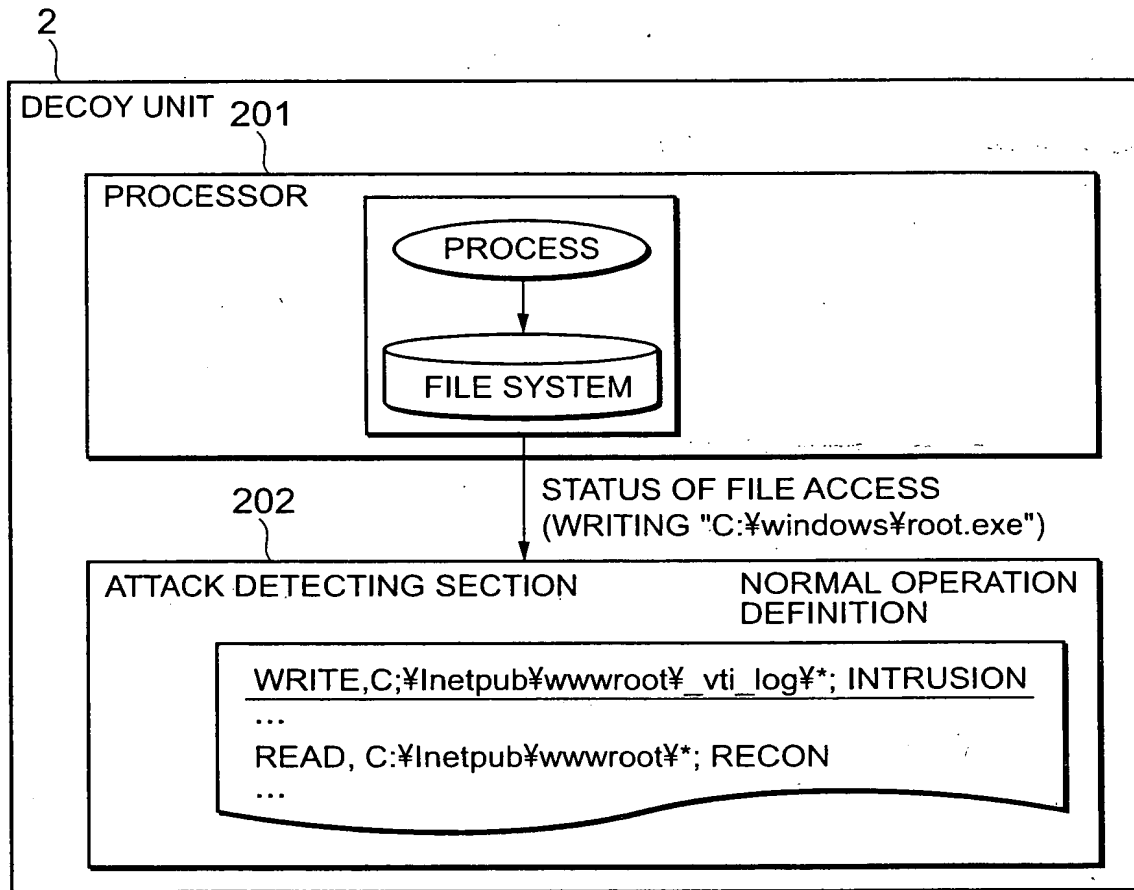 2
DECOY UNIT
201
PROCESSOR
PROCESS
FILE SYSTEM
STATUS OF FILE ACCESS
(WRITING "C:¥windows¥root.exe")
202
ATTACK DETECTING SECTION
NORMAL OPERATION
DEFINITION
WRITE,C;¥Inetpub¥wwwroot¥_vti_log¥*; INTRUSION
...
READ, C:¥Inetpub¥wwwroot¥*; RECON
...